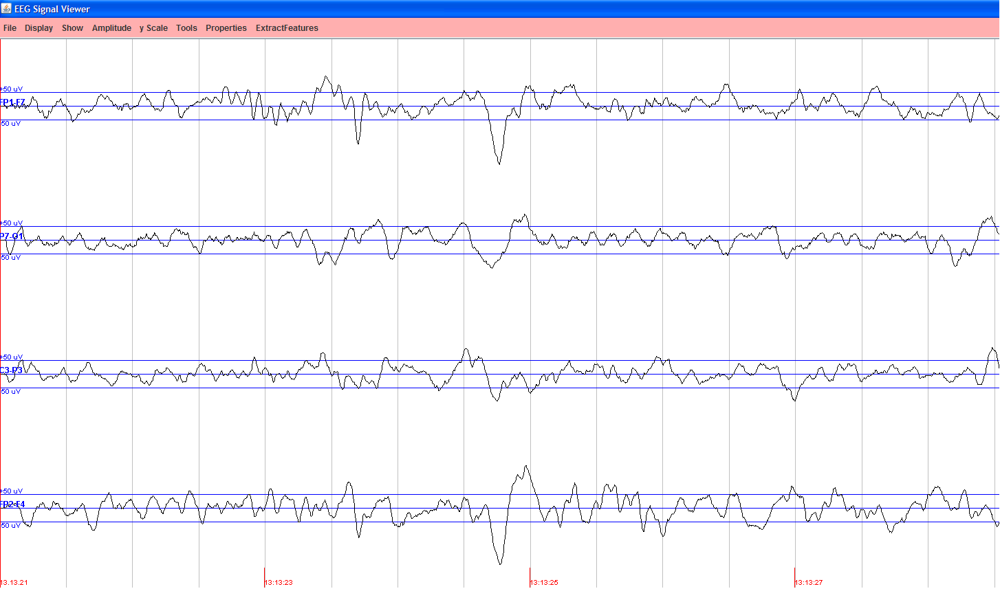 EEG Signal Viewer
File Display Show Amplitude y Scale Tools Properties ExtractFeatures
+50 uV
FP1-F7
-50 uV
+50 uV
P7-O1
-50 uV
+50 uV
C3-P3
-50 uV
+50 uV
FP2-F4
-50 uV
13.13.21 13:13:23 13:13:25 13:13:27